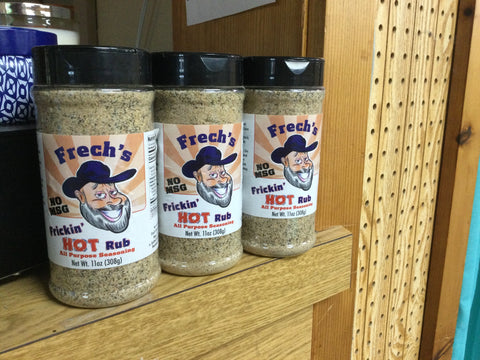 Frech's
NO
MSG
Frickin'
HOT Rub
All Purpose Seasoning
Net Wt. 11oz (308g)
Frech's
NO
MSG
Frickin'
HOT Rub
All Purpose Seasoning
Net Wt. 11oz (308g)
Frech's
NO
MSG
Frickin'
HOT Rub
All Purpose Seasoning
Net Wt. 11oz (308g)